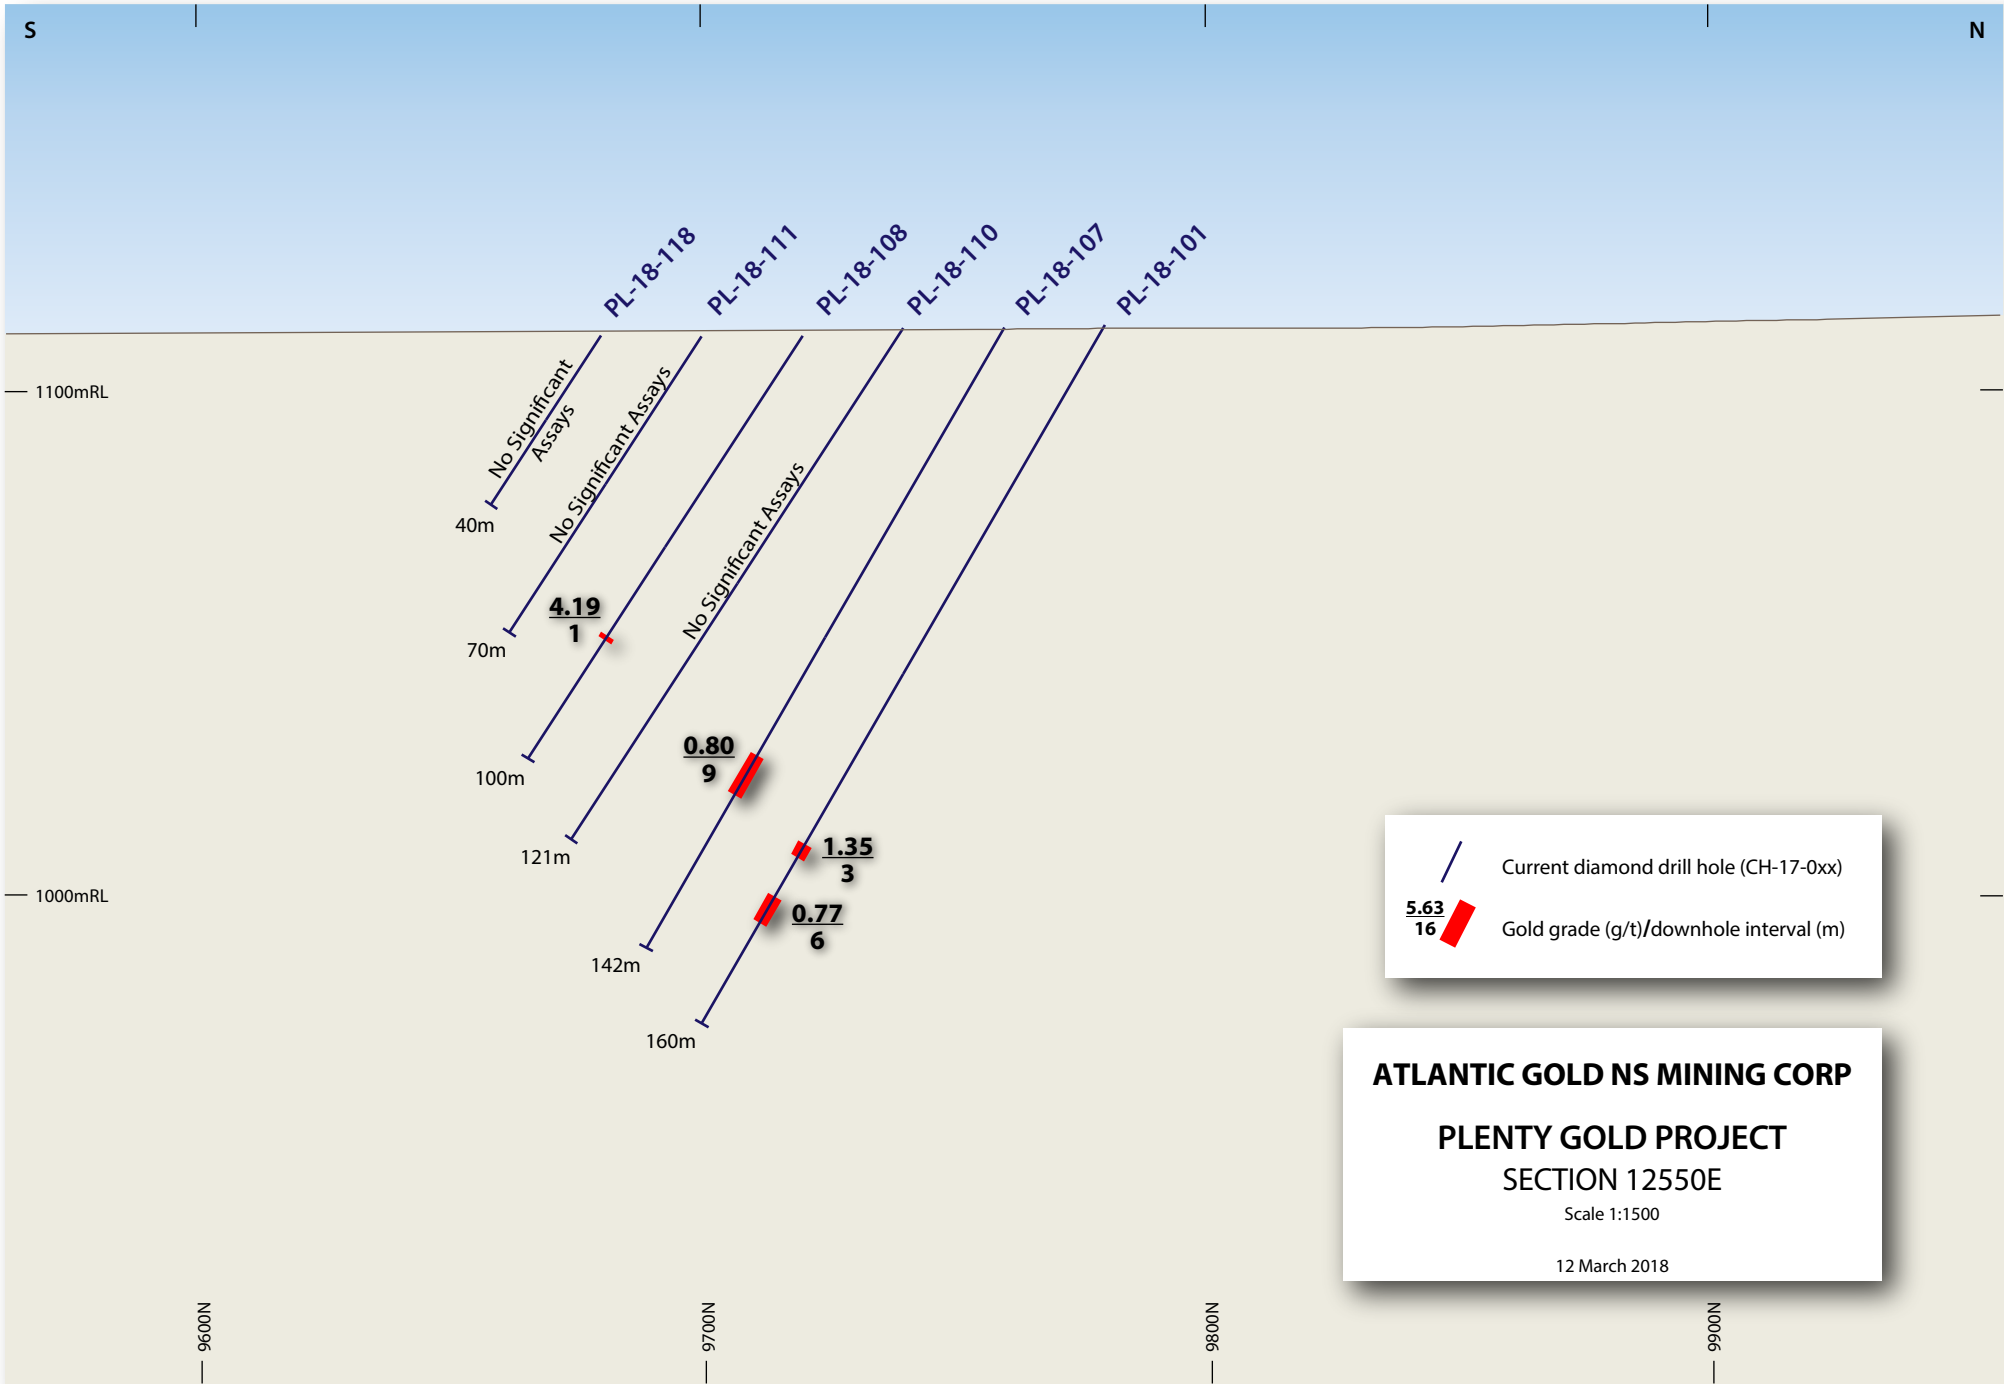 S
N
PL-18-118
PL-18-111
PL-18-108
PL-18-110
PL-18-107
PL-18-101
1100mRL
No Significant
Assays
No Significant Assays
No Significant Assays
40m
70m
4.19
1
100m
0.80
9
121m
1.35
3
1000mRL
0.77
6
142m
160m
Current diamond drill hole (CH-17-0xx)
5.63
16
Gold grade (g/t)/downhole interval (m)
ATLANTIC GOLD NS MINING CORP
PLENTY GOLD PROJECT
SECTION 12550E
Scale 1:1500
12 March 2018
9600N
9700N
9800N
9900N